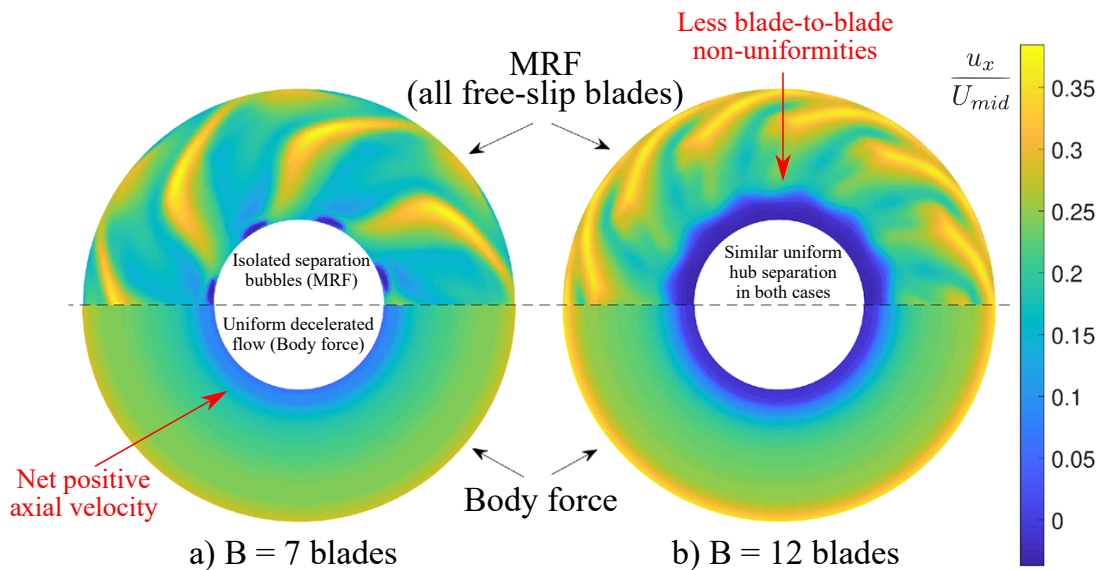 Less blade-to-blade
non-uniformities
MRF
(all free-slip blades)
u_x
U_{mid}
0.35
0.3
0.25
0.2
0.15
0.1
0.05
0
Isolated separation
bubbles (MRF)
Uniform decelerated
flow (Body force)
Similar uniform
hub separation
in both cases
Net positive
axial velocity
Body force
a) B = 7 blades
b) B = 12 blades